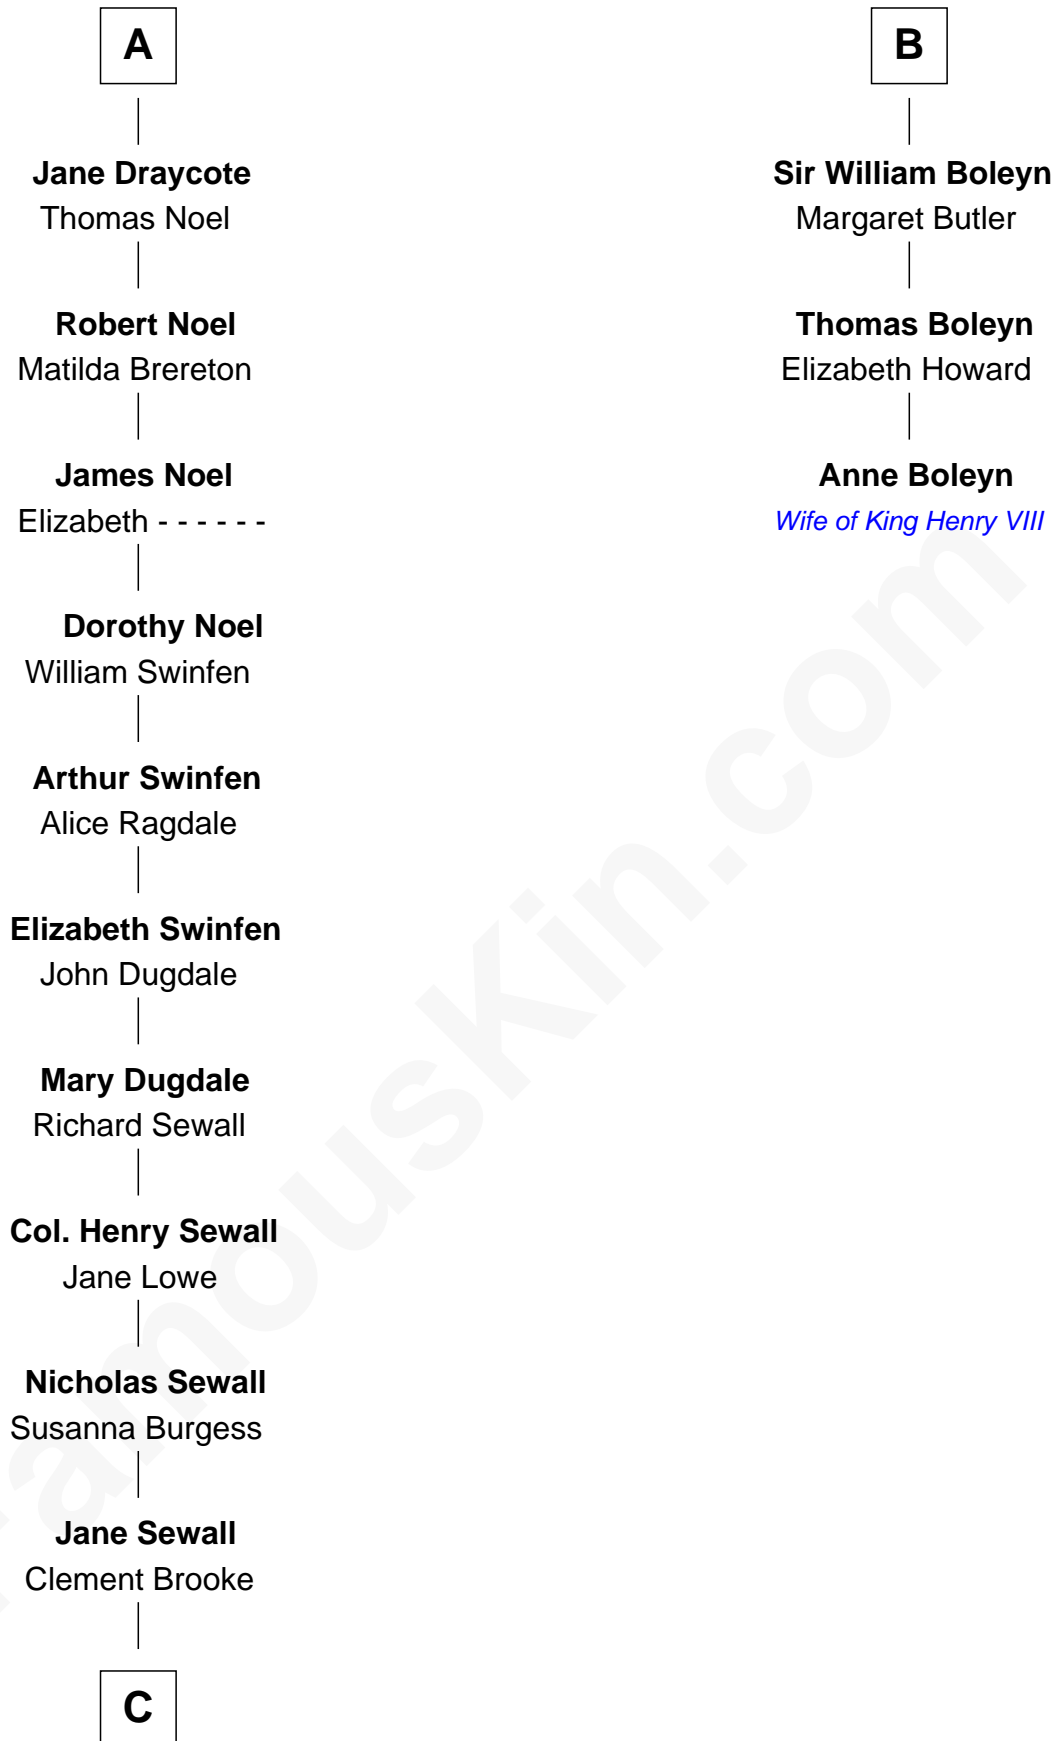 A
Jane Draycote
Thomas Noel
Robert Noel
Matilda Brereton
James Noel
Elizabeth - - - - - -
Dorothy Noel
William Swinfen
Arthur Swinfen
Alice Ragdale
Elizabeth Swinfen
John Dugdale
Mary Dugdale
Richard Sewall
Col. Henry Sewall
Jane Lowe
Nicholas Sewall
Susanna Burgess
Jane Sewall
Clement Brooke
C
B
Sir William Boleyn
Margaret Butler
Thomas Boleyn
Elizabeth Howard
Anne Boleyn
Wife of King Henry VIII
FamousKin.com